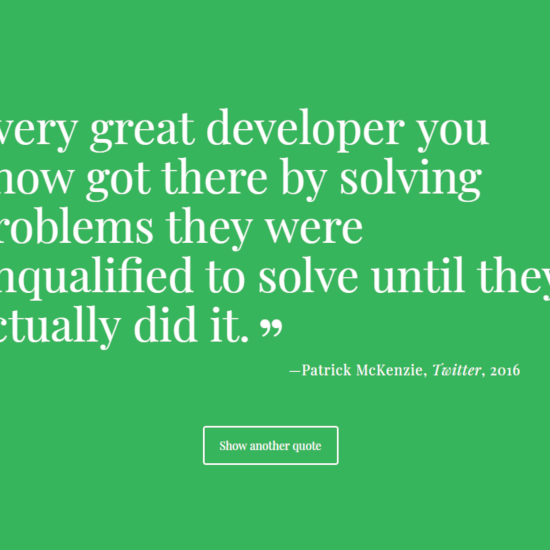 very great developer you
now got there by solving
roblems they were
nqualified to solve until they
ctually did it. ”
—Patrick McKenzie, Twitter, 2016
Show another quote